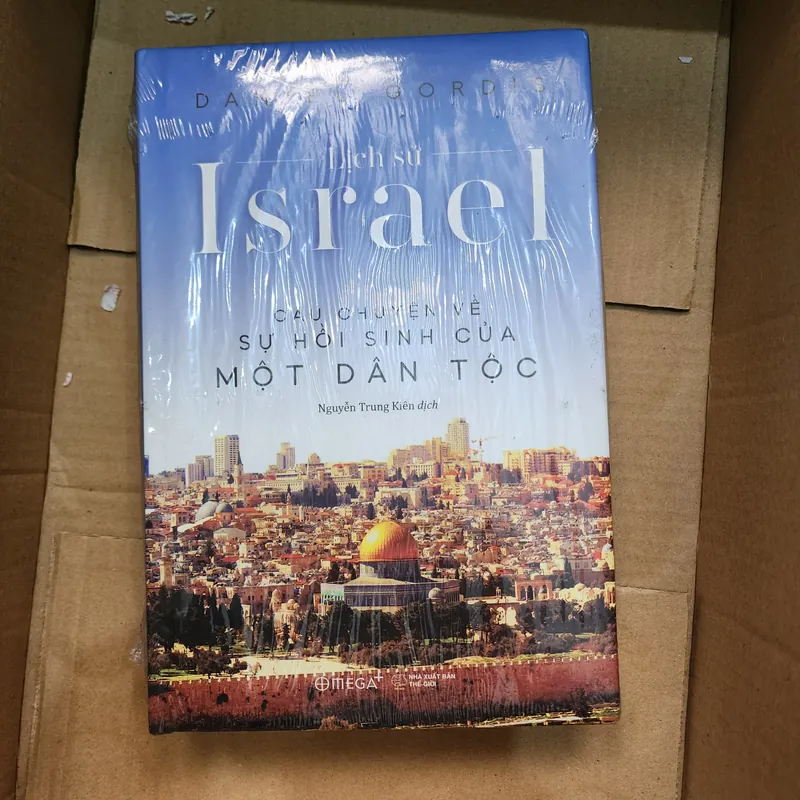 DANIEL GORDIS
Lịch sử
Israel
CÂU CHUYỆN VỀ
SỰ HỒI SINH CỦA
MỘT DÂN TỘC
Nguyễn Trung Kiên dịch
OMEGA+
NHÀ XUẤT BẢN
THẾ GIỚI